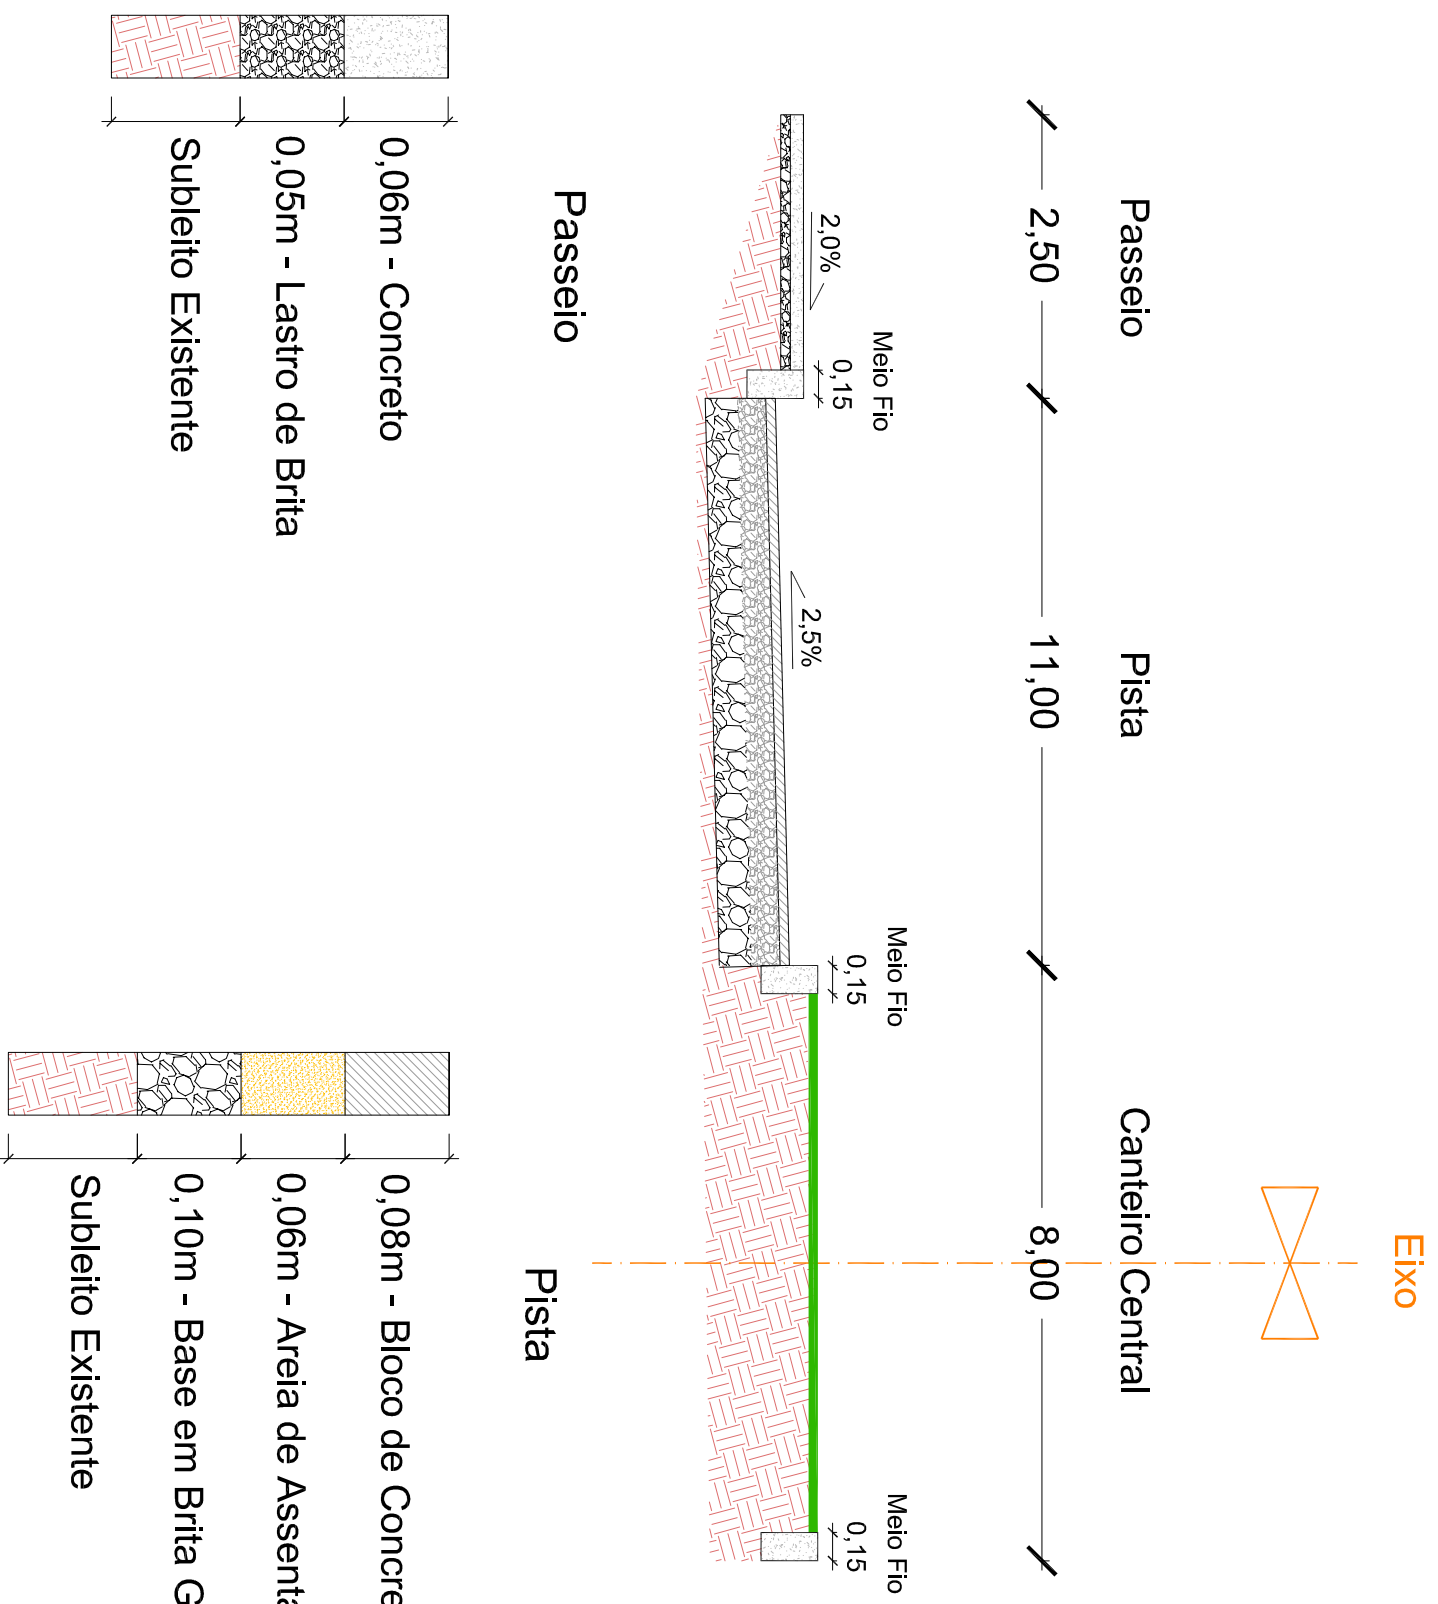 Eixo
Passeio
Pista
Canteiro Central
2,50
11,00
8,00
Meio Fio
0,15
Meio Fio
0,15
Meio Fio
0,15
2,0%
2,5%
Passeio
0,06m - Concreto
0,05m - Lastro de Brita
Subleito Existente
Pista
0,08m - Bloco de Concre
0,06m - Areia de Assenta
0,10m - Base em Brita G
Subleito Existente